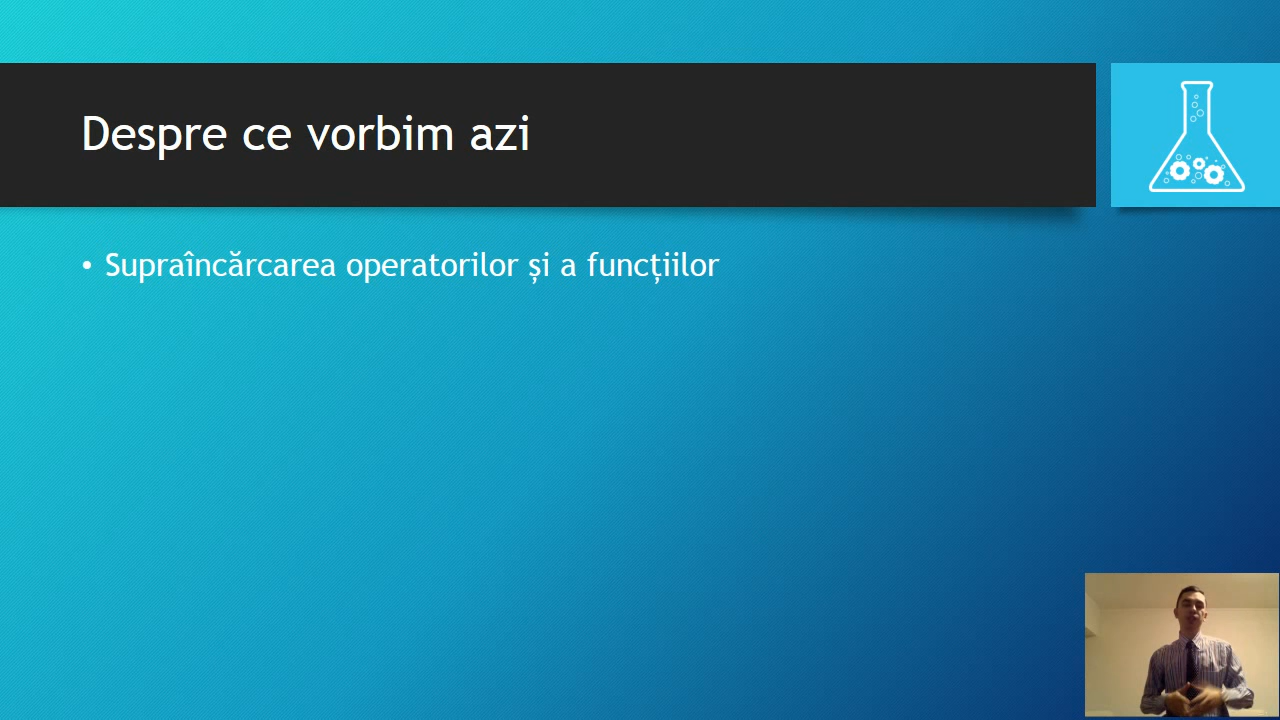 Despre ce vorbim azi
• Supraîncărcarea operatorilor și a funcțiilor